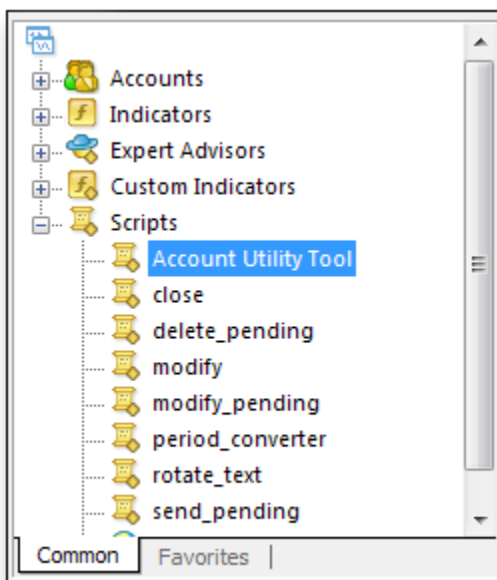 Accounts
Indicators
Expert Advisors
Custom Indicators
Scripts
Account Utility Tool
close
delete_pending
modify
modify_pending
period_converter
rotate_text
send_pending
Common Favorites